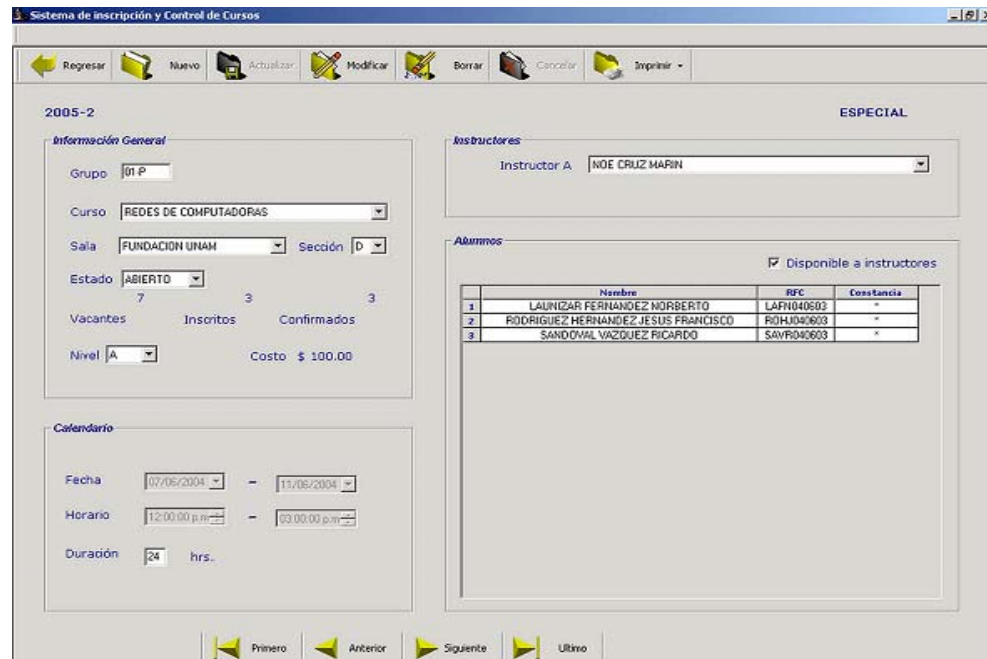 Sistema de inscripción y Control de Cursos
Regresar Nuevo Actualizar Modificar Borrar Cancelar Imprimir
2005-2 ESPECIAL
Información General
Grupo 01-P
Curso REDES DE COMPUTADORAS
Sala FUNDACION UNAM Sección D
Estado ABIERTO
7 3 3
Vacantes Inscritos Confirmados
Nivel A Costo $ 100.00
Instructores
Instructor A NOE CRUZ MARIN
Alumnos
Disponible a instructores
Nombre RFC Constancia
1 LAUNIZAR FERNANDEZ NORBERTO LAFN040603 *
2 RODRIGUEZ HERNANDEZ JESUS FRANCISCO ROHJ040603 *
3 SANDOVAL VAZQUEZ RICARDO SAVR040603 *
Calendario
Fecha 07/06/2004 - 11/06/2004
Horario 12:00:00 p.m - 03:00:00 p.m
Duración 24 hrs.
Primero Anterior Siguiente Ultimo